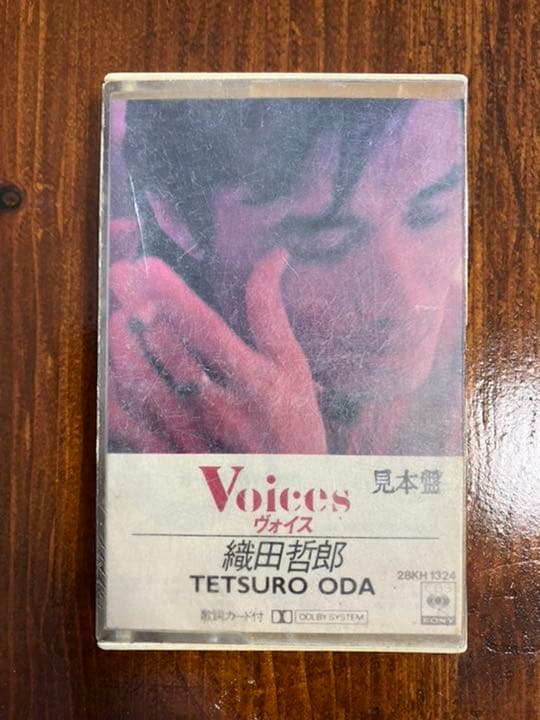 Voices
見本盤
ヴォイス
織田哲郎
TETSURO ODA
28KH 1324
歌詞カード付 DOLBY SYSTEM
CBS
SONY